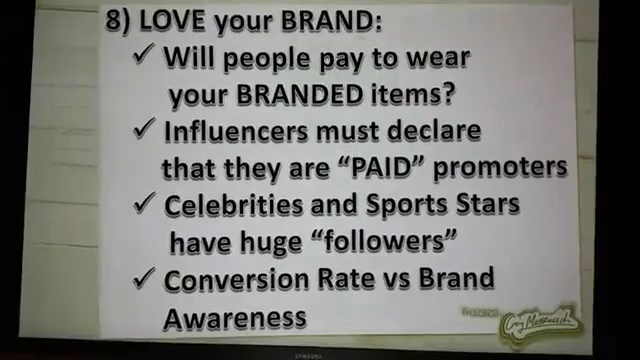 8) LOVE your BRAND:
✓ Will people pay to wear
your BRANDED items?
✓ Influencers must declare
that they are “PAID” promoters
✓ Celebrities and Sports Stars
have huge “followers”
✓ Conversion Rate vs Brand
Awareness
SAMSUNG